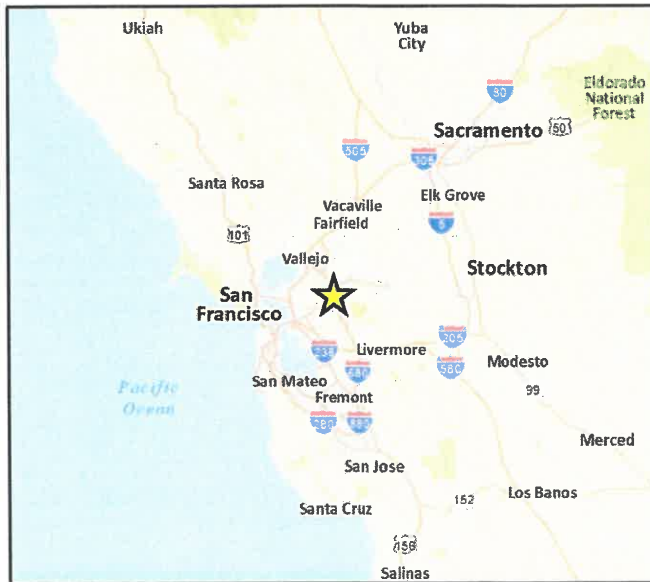 Ukiah
Yuba
City
80
Eldorado
National
Forest
Sacramento
50
505
305
Santa Rosa
Elk Grove
Vacaville
Fairfield
5
101
Vallejo
Stockton
San
Francisco
205
238
Livermore
580
Modesto
680
San Mateo
Pacific
Ocean
Fremont
99
280
880
Merced
San Jose
152
Los Banos
Santa Cruz
156
Salinas